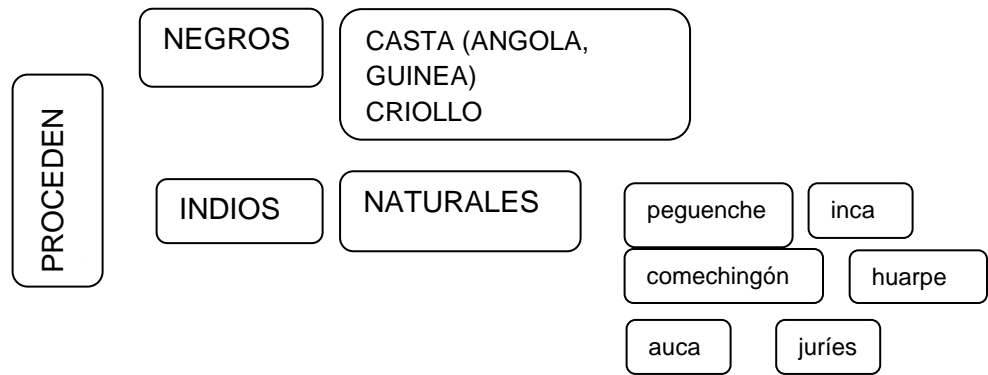 PROCEDEN
NEGROS
CASTA (ANGOLA,
GUINEA)
CRIOLLO
INDIOS
NATURALES
peguenche
inca
comechingón
huarpe
auca
juríes